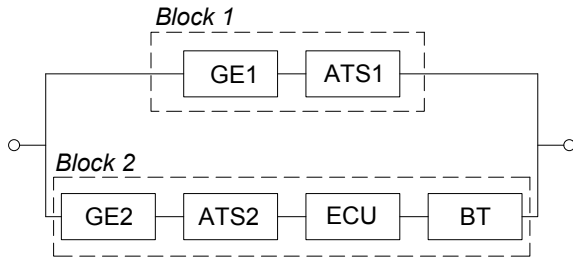 Block 1
GE1 ATS1
Block 2
GE2 ATS2 ECU BT